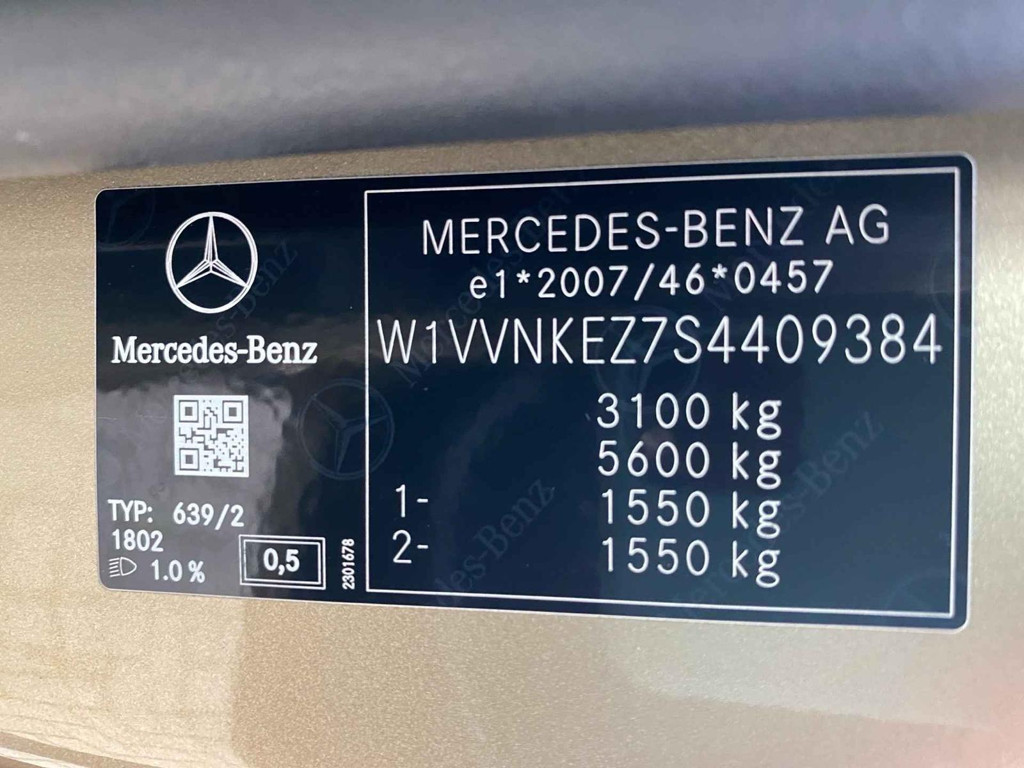 Mercedes-Benz
TYP: 639/2
1802
1.0 %
0,5
2301678
MERCEDES-BENZ AG
e1*2007/46*0457
W1VVNKEZ7S4409384
3100 kg
5600 kg
1- 1550 kg
2- 1550 kg